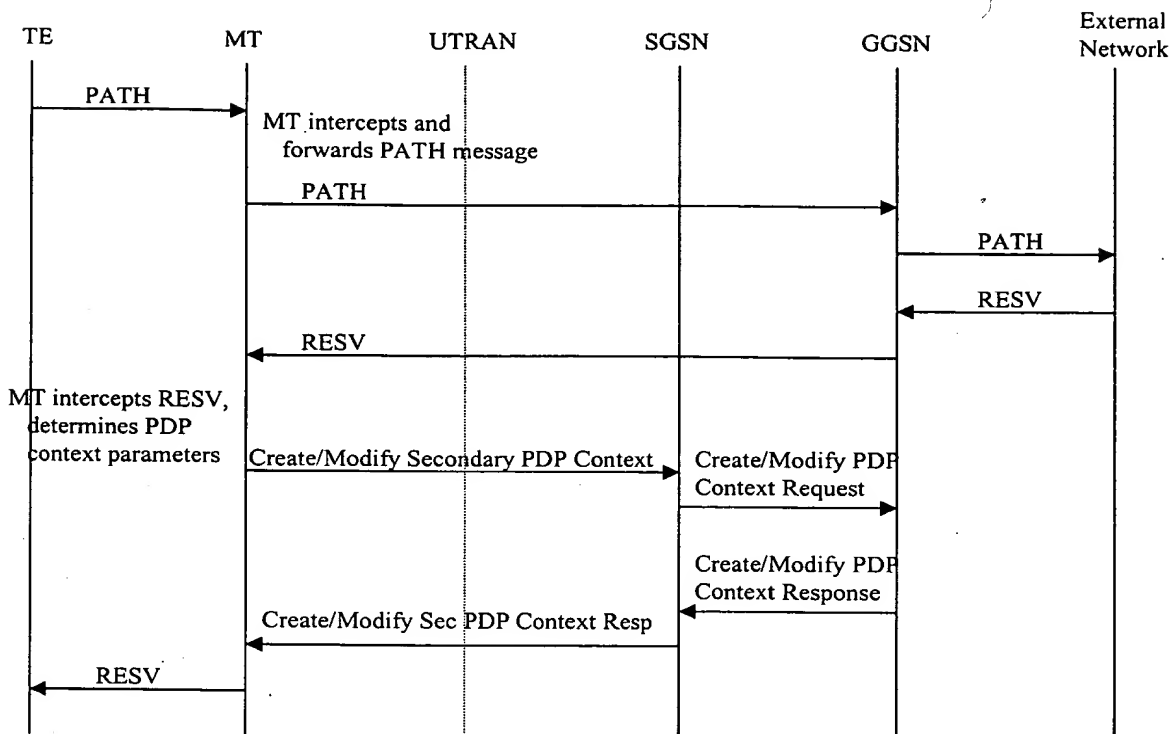 TE
MT
UTRAN
SGSN
GGSN
External
Network
PATH
MT intercepts and
forwards PATH message
PATH
PATH
RESV
RESV
MT intercepts RESV,
determines PDP
context parameters
Create/Modify Secondary PDP Context
Create/Modify PDP
Context Request
Create/Modify PDP
Context Response
Create/Modify Sec PDP Context Resp
RESV